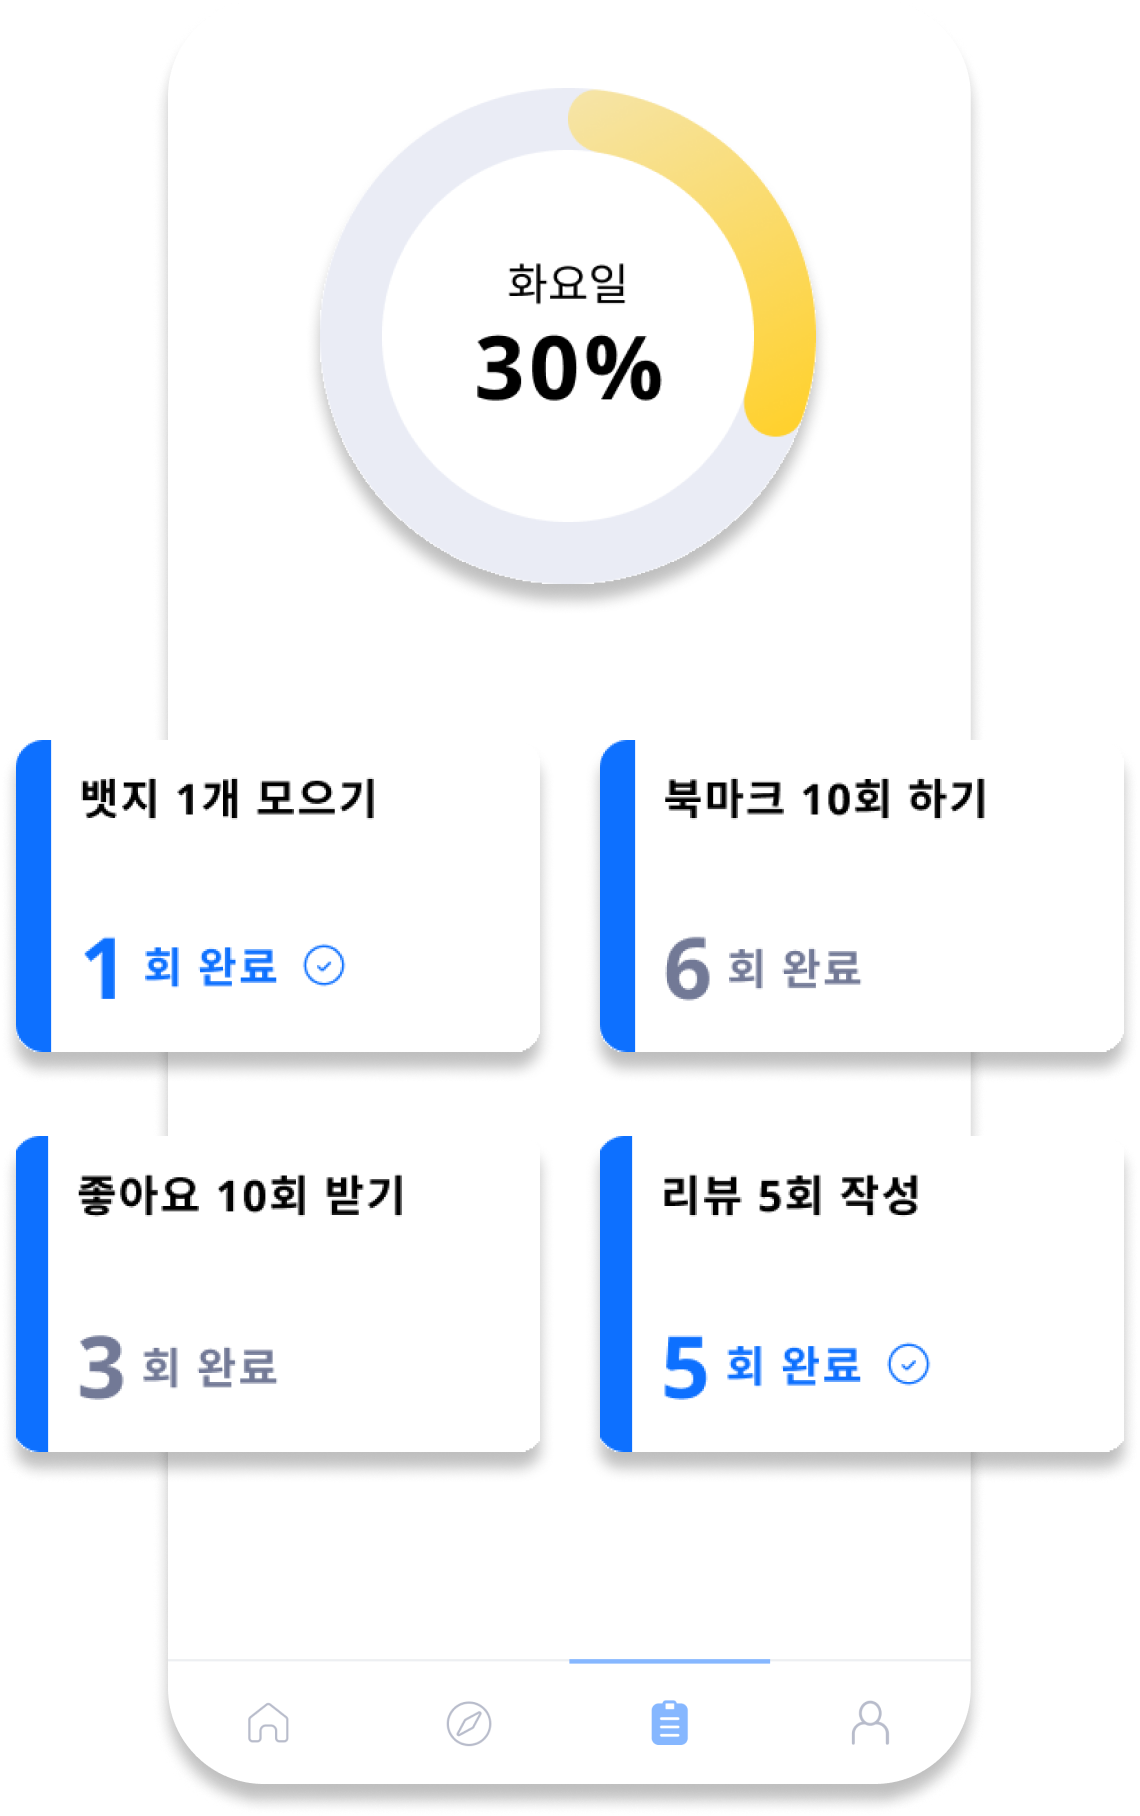 화요일
30%
뱃지 1개 모으기
1 회 완료
북마크 10회 하기
6 회 완료
좋아요 10회 받기
3 회 완료
리뷰 5회 작성
5 회 완료